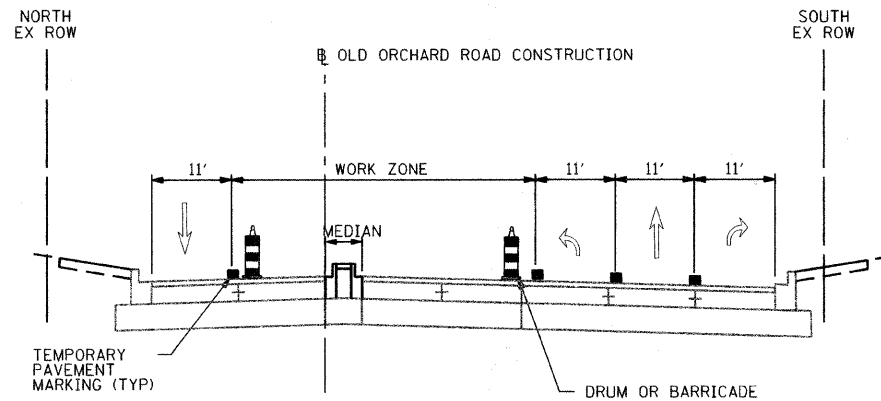 NORTH
EX ROW
SOUTH
EX ROW
℄ OLD ORCHARD ROAD CONSTRUCTION
11'
WORK ZONE
11'
11'
11'
MEDIAN
TEMPORARY
PAVEMENT
MARKING (TYP)
DRUM OR BARRICADE